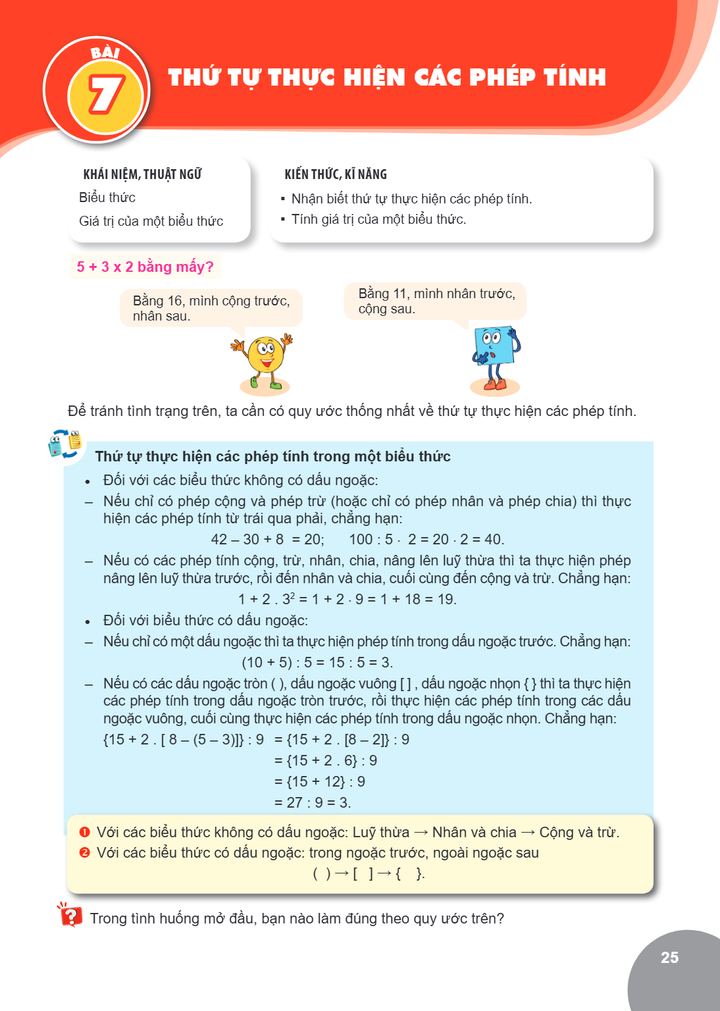 BÀI
7
THỨ TỰ THỰC HIỆN CÁC PHÉP TÍNH
KHÁI NIỆM, THUẬT NGỮ
Biểu thức
Giá trị của một biểu thức
KIẾN THỨC, KĨ NĂNG
• Nhận biết thứ tự thực hiện các phép tính.
• Tính giá trị của một biểu thức.
5 + 3 x 2 bằng mấy?
Bằng 16, mình cộng trước,
nhân sau.
Bằng 11, mình nhân trước,
cộng sau.
Để tránh tình trạng trên, ta cần có quy ước thống nhất về thứ tự thực hiện các phép tính.
Thứ tự thực hiện các phép tính trong một biểu thức
• Đối với các biểu thức không có dấu ngoặc:
– Nếu chỉ có phép cộng và phép trừ (hoặc chỉ có phép nhân và phép chia) thì thực
hiện các phép tính từ trái qua phải, chẳng hạn:
42 – 30 + 8 = 20; 100 : 5 · 2 = 20 · 2 = 40.
– Nếu có các phép tính cộng, trừ, nhân, chia, nâng lên luỹ thừa thì ta thực hiện phép
nâng lên luỹ thừa trước, rồi đến nhân và chia, cuối cùng đến cộng và trừ. Chẳng hạn:
1 + 2 . 3² = 1 + 2 · 9 = 1 + 18 = 19.
• Đối với biểu thức có dấu ngoặc:
– Nếu chỉ có một dấu ngoặc thì ta thực hiện phép tính trong dấu ngoặc trước. Chẳng hạn:
(10 + 5) : 5 = 15 : 5 = 3.
– Nếu có các dấu ngoặc tròn ( ), dấu ngoặc vuông [ ] , dấu ngoặc nhọn { } thì ta thực hiện
các phép tính trong dấu ngoặc tròn trước, rồi thực hiện các phép tính trong các dấu
ngoặc vuông, cuối cùng thực hiện các phép tính trong dấu ngoặc nhọn. Chẳng hạn:
{15 + 2 . [ 8 – (5 – 3)]} : 9 = {15 + 2 . [8 – 2]} : 9
= {15 + 2 . 6} : 9
= {15 + 12} : 9
= 27 : 9 = 3.
1 Với các biểu thức không có dấu ngoặc: Luỹ thừa → Nhân và chia → Cộng và trừ.
2 Với các biểu thức có dấu ngoặc: trong ngoặc trước, ngoài ngoặc sau
( ) → [ ] → { }.
? Trong tình huống mở đầu, bạn nào làm đúng theo quy ước trên?
25